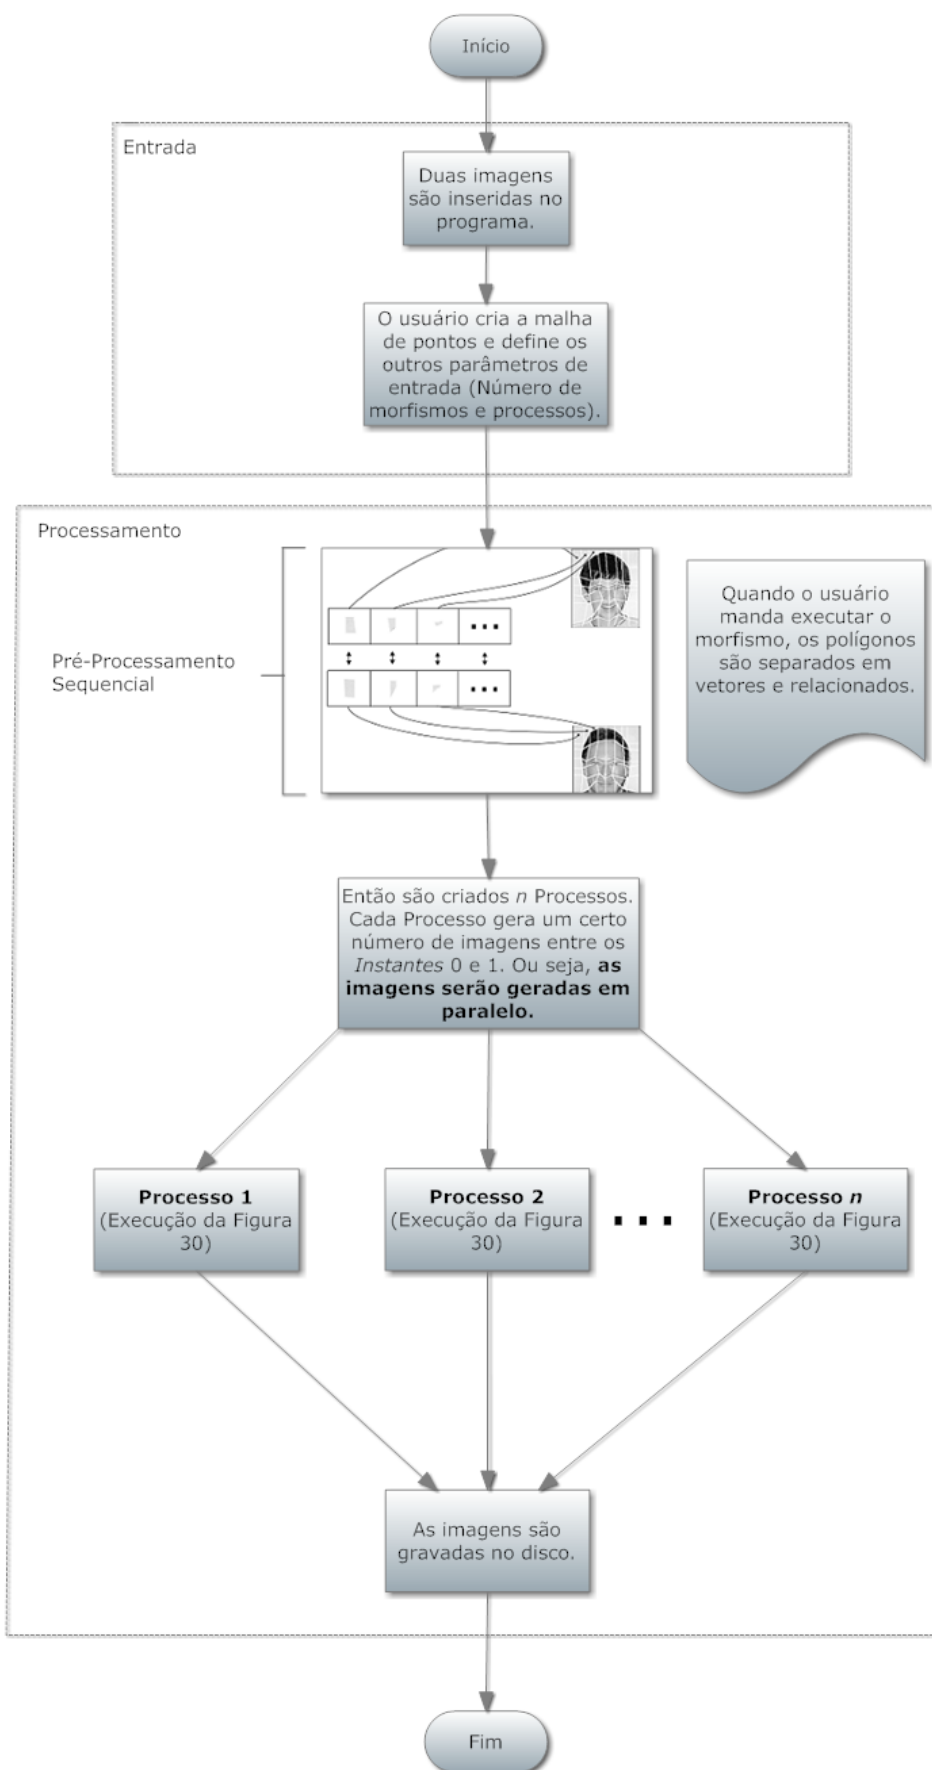 Início
Entrada
Duas imagens
são inseridas no
programa.
O usuário cria a malha
de pontos e define os
outros parâmetros de
entrada (Número de
morfismos e processos).
Processamento
Pré-Processamento
Sequencial
Quando o usuário
manda executar o
morfismo, os polígonos
são separados em
vetores e relacionados.
Então são criados n Processos.
Cada Processo gera um certo
número de imagens entre os
Instantes 0 e 1. Ou seja, as
imagens serão geradas em
paralelo.
Processo 1
(Execução da Figura
30)
Processo 2
(Execução da Figura
30)
...
Processo n
(Execução da Figura
30)
As imagens são
gravadas no disco.
Fim